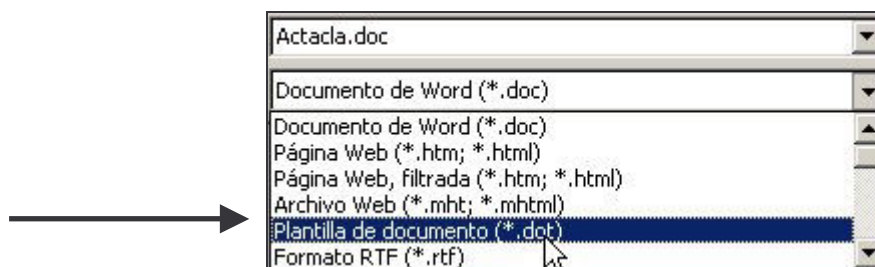 Actacla.doc
Documento de Word (*.doc)
Documento de Word (*.doc)
Página Web (*.htm; *.html)
Página Web, filtrada (*.htm; *.html)
Archivo Web (*.mht; *.mhtml)
Plantilla de documento (*.dot)
Formato RTF (*.rtf)